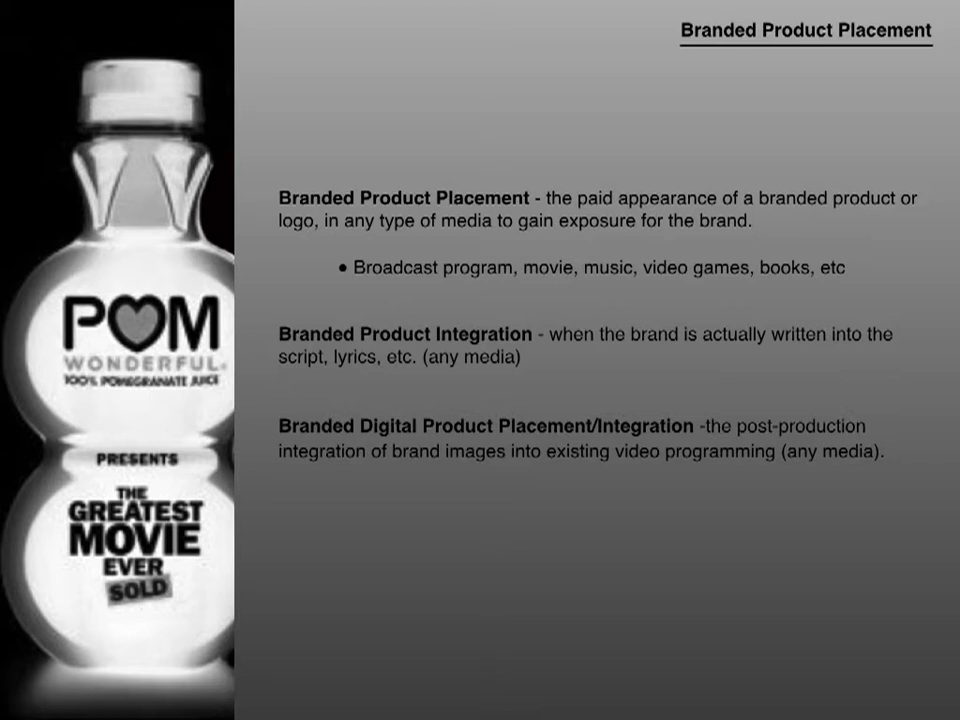 Branded Product Placement
Branded Product Placement - the paid appearance of a branded product or
logo, in any type of media to gain exposure for the brand.
• Broadcast program, movie, music, video games, books, etc
Branded Product Integration - when the brand is actually written into the
script, lyrics, etc. (any media)
Branded Digital Product Placement/Integration -the post-production
integration of brand images into existing video programming (any media).
POM
WONDERFUL.
100% POMEGRANATE JUICE
PRESENTS
THE
GREATEST
MOVIE
EVER
SOLD